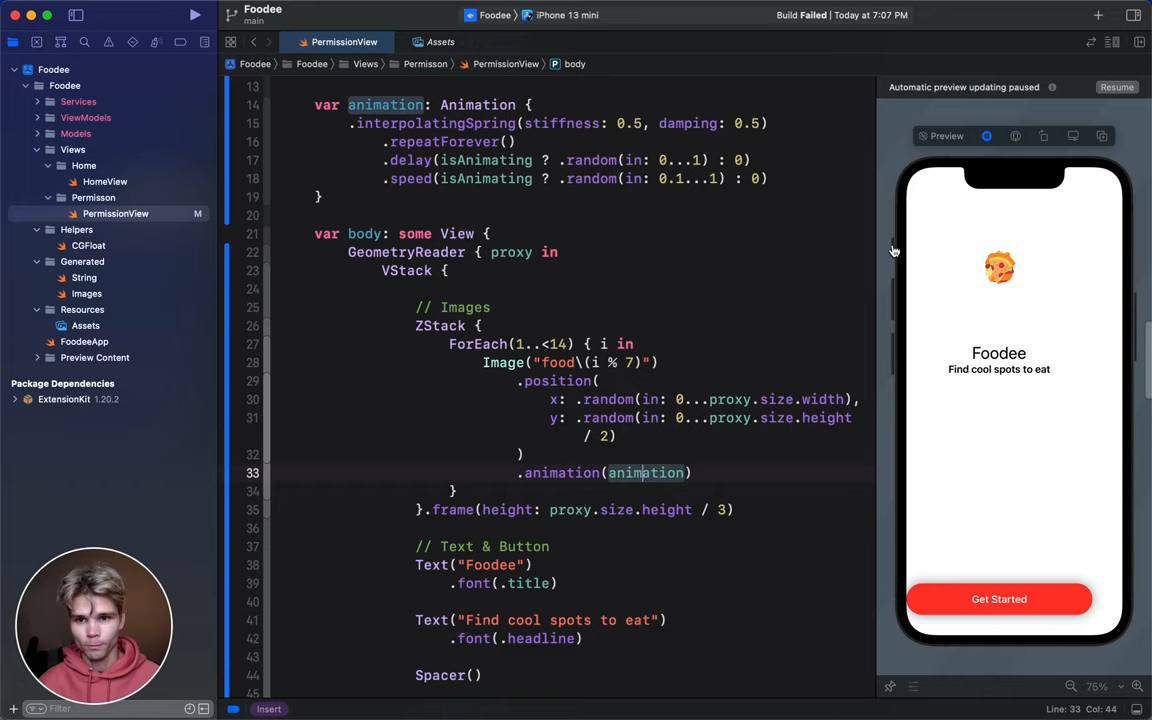 Foodee
main
Foodee
iPhone 13 mini
Build Failed | Today at 7:07 PM
PermissionView
Assets
Foodee
Foodee
Views
Permisson
PermissionView
P
body
Foodee
Foodee
Services
ViewModels
Models
Views
Home
HomeView
Permisson
PermissionView
M
Helpers
CGFloat
Generated
String
Images
Resources
Assets
FoodeeApp
Preview Content
Package Dependencies
ExtensionKit 1.20.2
Filter
13
14 var animation: Animation {
15 .interpolatingSpring(stiffness: 0.5, damping: 0.5)
16 .repeatForever()
17 .delay(isAnimating ? .random(in: 0...1) : 0)
18 .speed(isAnimating ? .random(in: 0.1...1) : 0)
19 }
20
21 var body: some View {
22 GeometryReader { proxy in
23 VStack {
24
25 // Images
26 ZStack {
27 ForEach(1..<14) { i in
28 Image("food\(i % 7)")
29 .position(
30 x: .random(in: 0...proxy.size.width),
31 y: .random(in: 0...proxy.size.height
/ 2)
32 )
33 .animation(animation)
34 }
35 }.frame(height: proxy.size.height / 3)
36
37 // Text & Button
38 Text("Foodee")
39 .font(.title)
40
41 Text("Find cool spots to eat")
42 .font(.headline)
43
44 Spacer()
45
Automatic preview updating paused
Resume
Preview
Foodee
Find cool spots to eat
Get Started
75%
Insert
Line: 33 Col: 44